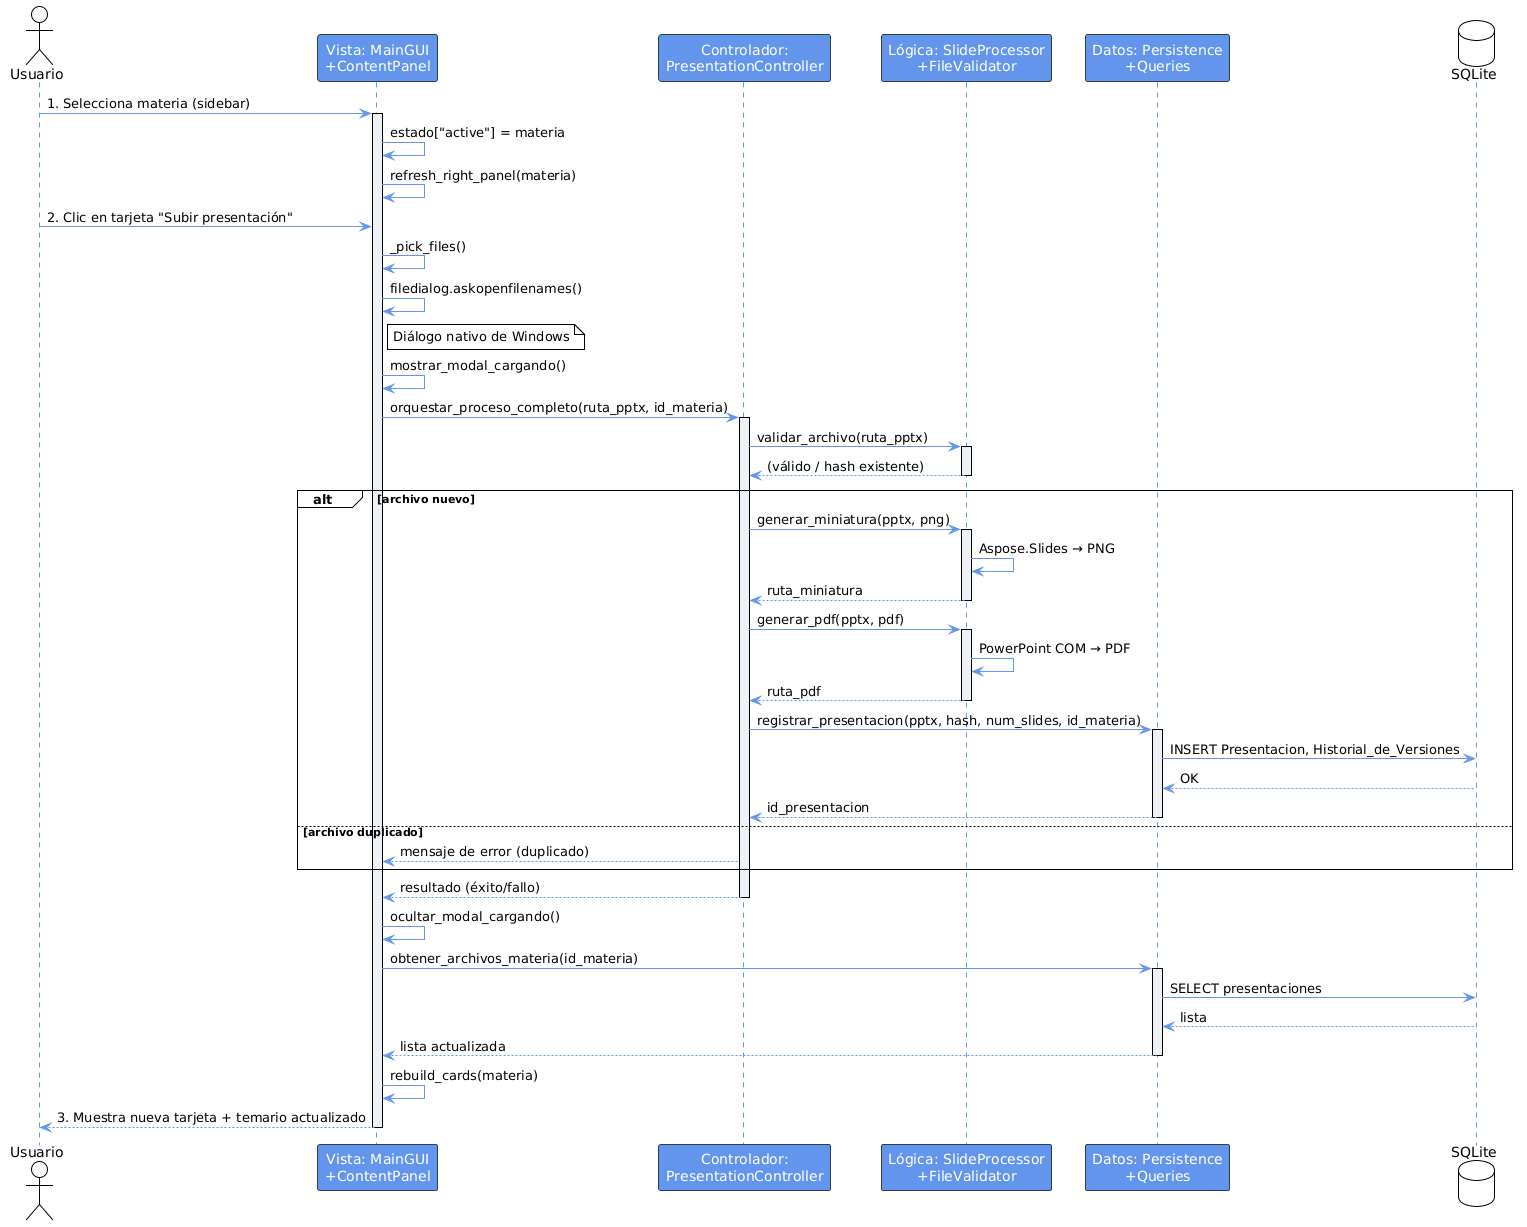 Usuario
Vista: MainGUI
+ContentPanel
Controlador:
PresentationController
Lógica: SlideProcessor
+FileValidator
Datos: Persistence
+Queries
SQLite
1. Selecciona materia (sidebar)
estado["active"] = materia
refresh_right_panel(materia)
2. Clic en tarjeta "Subir presentación"
_pick_files()
filedialog.askopenfilenames()
Diálogo nativo de Windows
mostrar_modal_cargando()
orquestar_proceso_completo(ruta_pptx, id_materia)
validar_archivo(ruta_pptx)
(válido / hash existente)
alt [archivo nuevo]
generar_miniatura(pptx, png)
Aspose.Slides → PNG
ruta_miniatura
generar_pdf(pptx, pdf)
PowerPoint COM → PDF
ruta_pdf
registrar_presentacion(pptx, hash, num_slides, id_materia)
INSERT Presentacion, Historial_de_Versiones
OK
id_presentacion
[archivo duplicado]
mensaje de error (duplicado)
resultado (éxito/fallo)
ocultar_modal_cargando()
obtener_archivos_materia(id_materia)
SELECT presentaciones
lista
lista actualizada
rebuild_cards(materia)
3. Muestra nueva tarjeta + temario actualizado
Usuario
Vista: MainGUI
+ContentPanel
Controlador:
PresentationController
Lógica: SlideProcessor
+FileValidator
Datos: Persistence
+Queries
SQLite